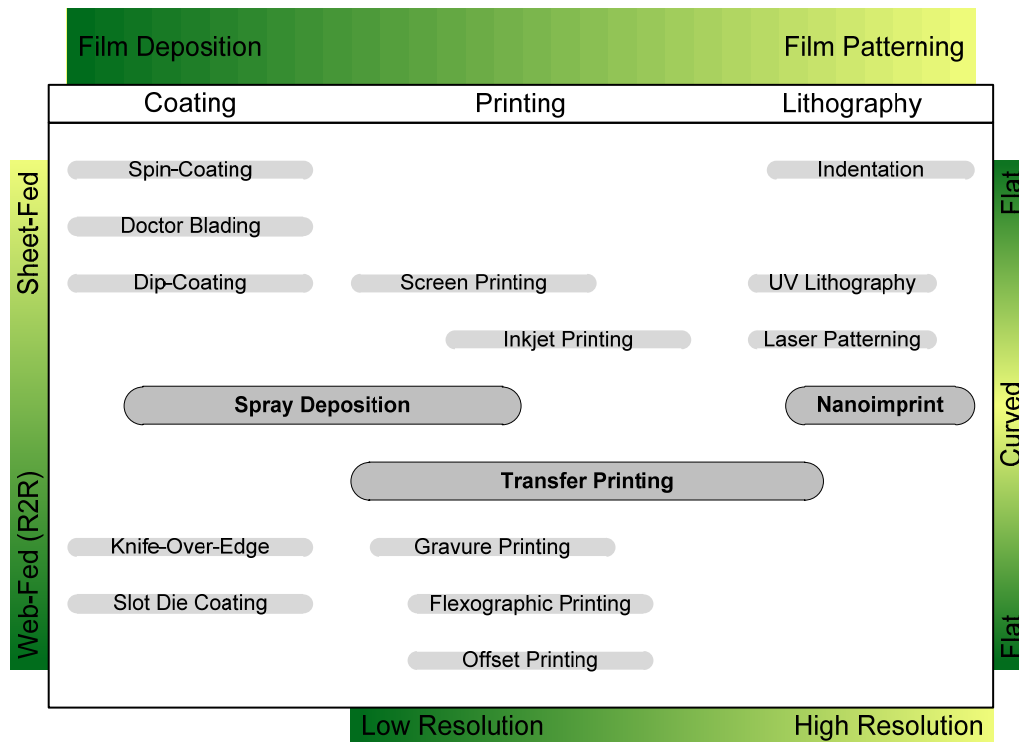 Film Deposition Film Patterning
Coating Printing Lithography
Sheet-Fed
Web-Fed (R2R)
Spin-Coating Indentation
Doctor Blading
Dip-Coating Screen Printing UV Lithography
Inkjet Printing Laser Patterning
Spray Deposition Nanoimprint
Transfer Printing
Knife-Over-Edge Gravure Printing
Slot Die Coating Flexographic Printing
Offset Printing
Flat
Curved
Flat
Low Resolution High Resolution